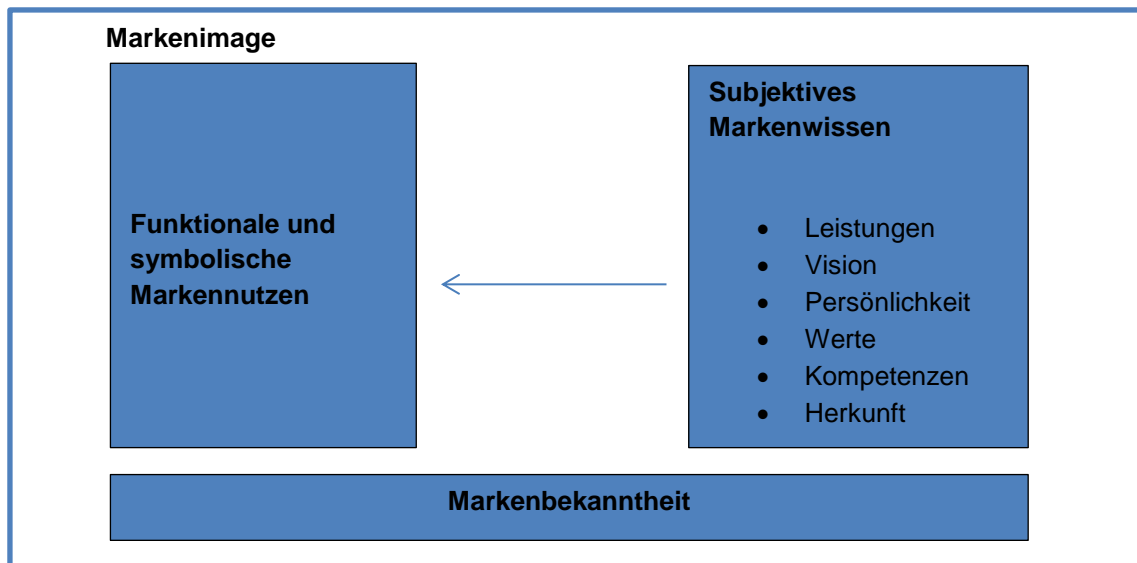 Markenimage
Funktionale und
symbolische
Markennutzen
Subjektives
Markenwissen
• Leistungen
• Vision
• Persönlichkeit
• Werte
• Kompetenzen
• Herkunft
Markenbekanntheit